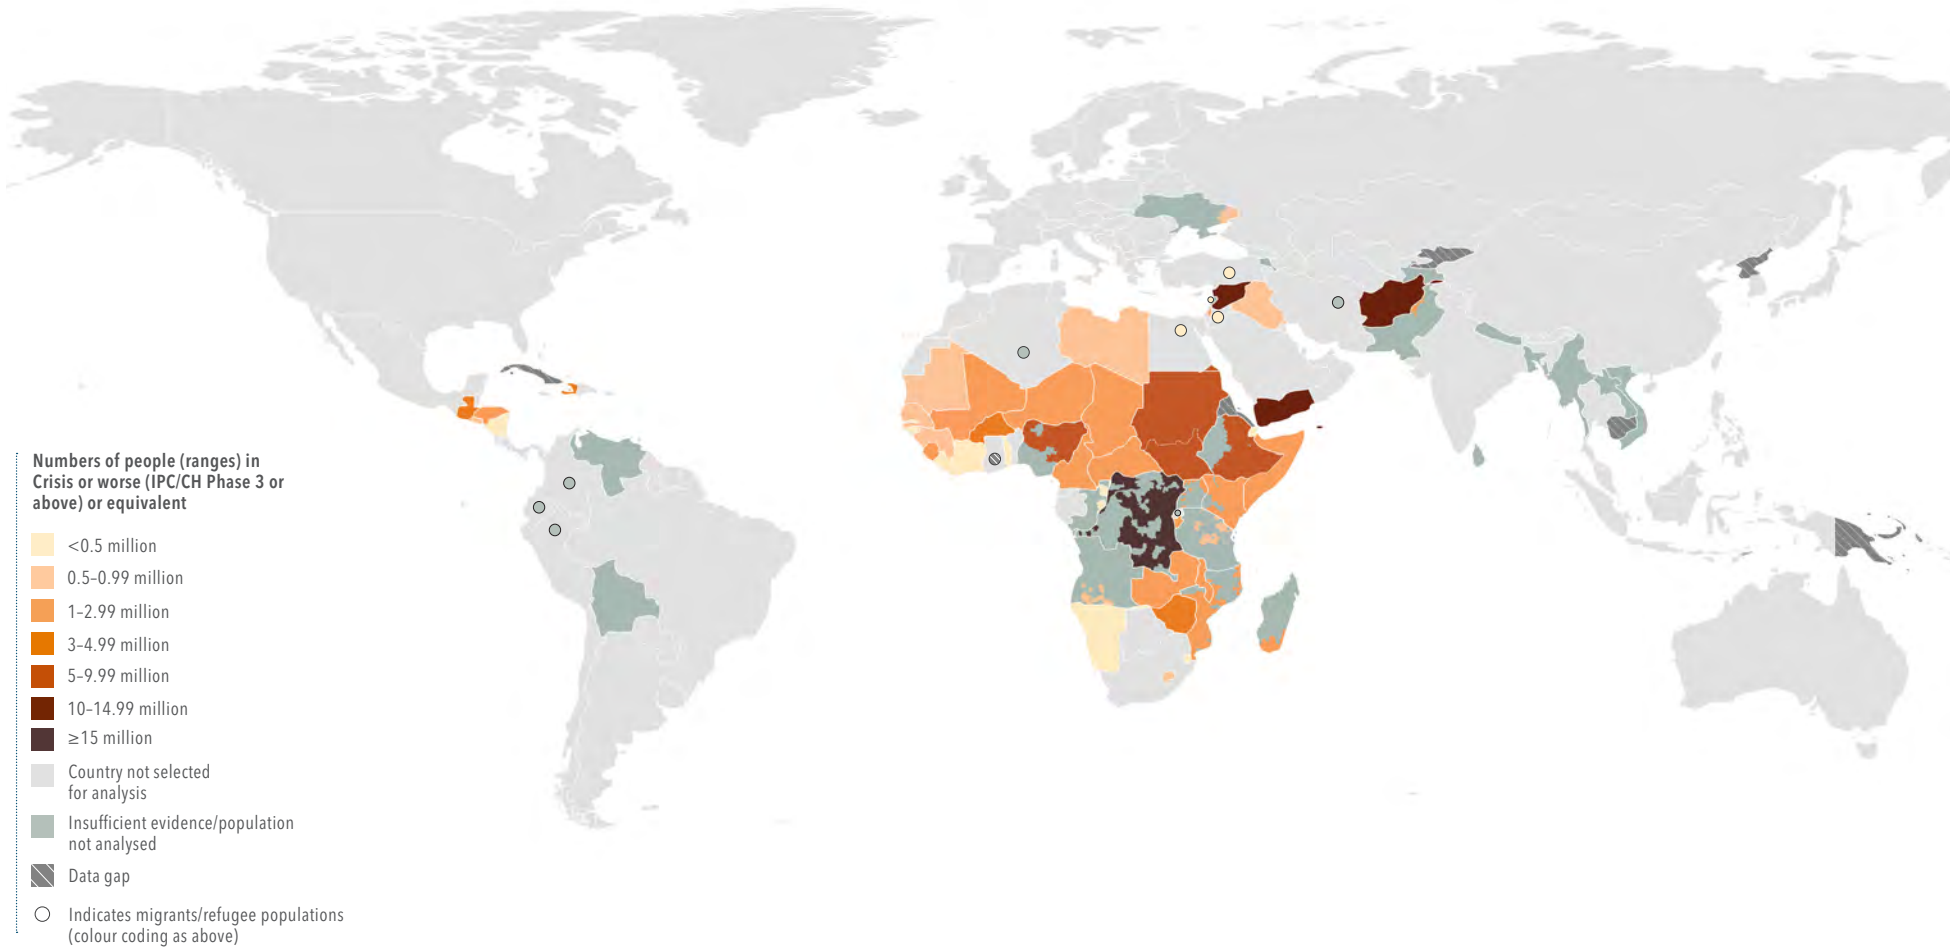 Numbers of people (ranges) in
Crisis or worse (IPC/CH Phase 3 or
above) or equivalent
<0.5 million
0.5–0.99 million
1–2.99 million
3–4.99 million
5–9.99 million
10–14.99 million
≥15 million
Country not selected
for analysis
Insufficient evidence/population
not analysed
Data gap
Indicates migrants/refugee populations
(colour coding as above)